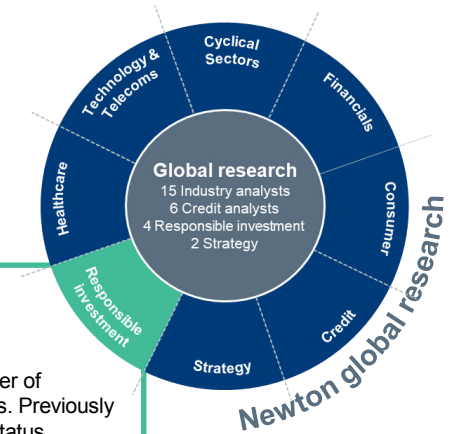 Cyclical
Sectors
Financials
Consumer
Credit
Strategy
Responsible
investment
Healthcare
Technology &
Telecoms
Global research
15 Industry analysts
6 Credit analysts
4 Responsible investment
2 Strategy
Newton global research
er of
s. Previously
tatus